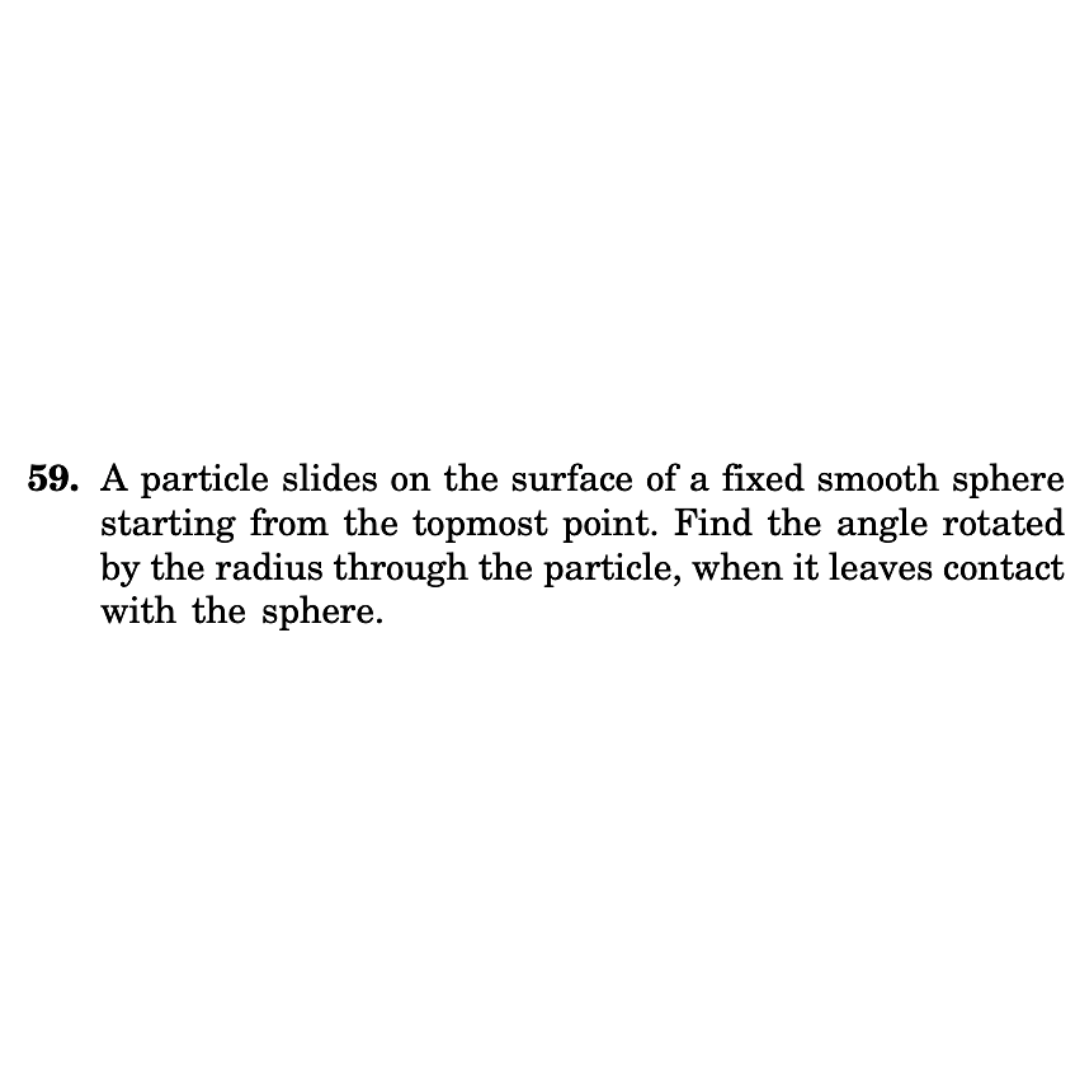 59. A particle slides on the surface of a fixed smooth sphere
starting from the topmost point. Find the angle rotated
by the radius through the particle, when it leaves contact
with the sphere.